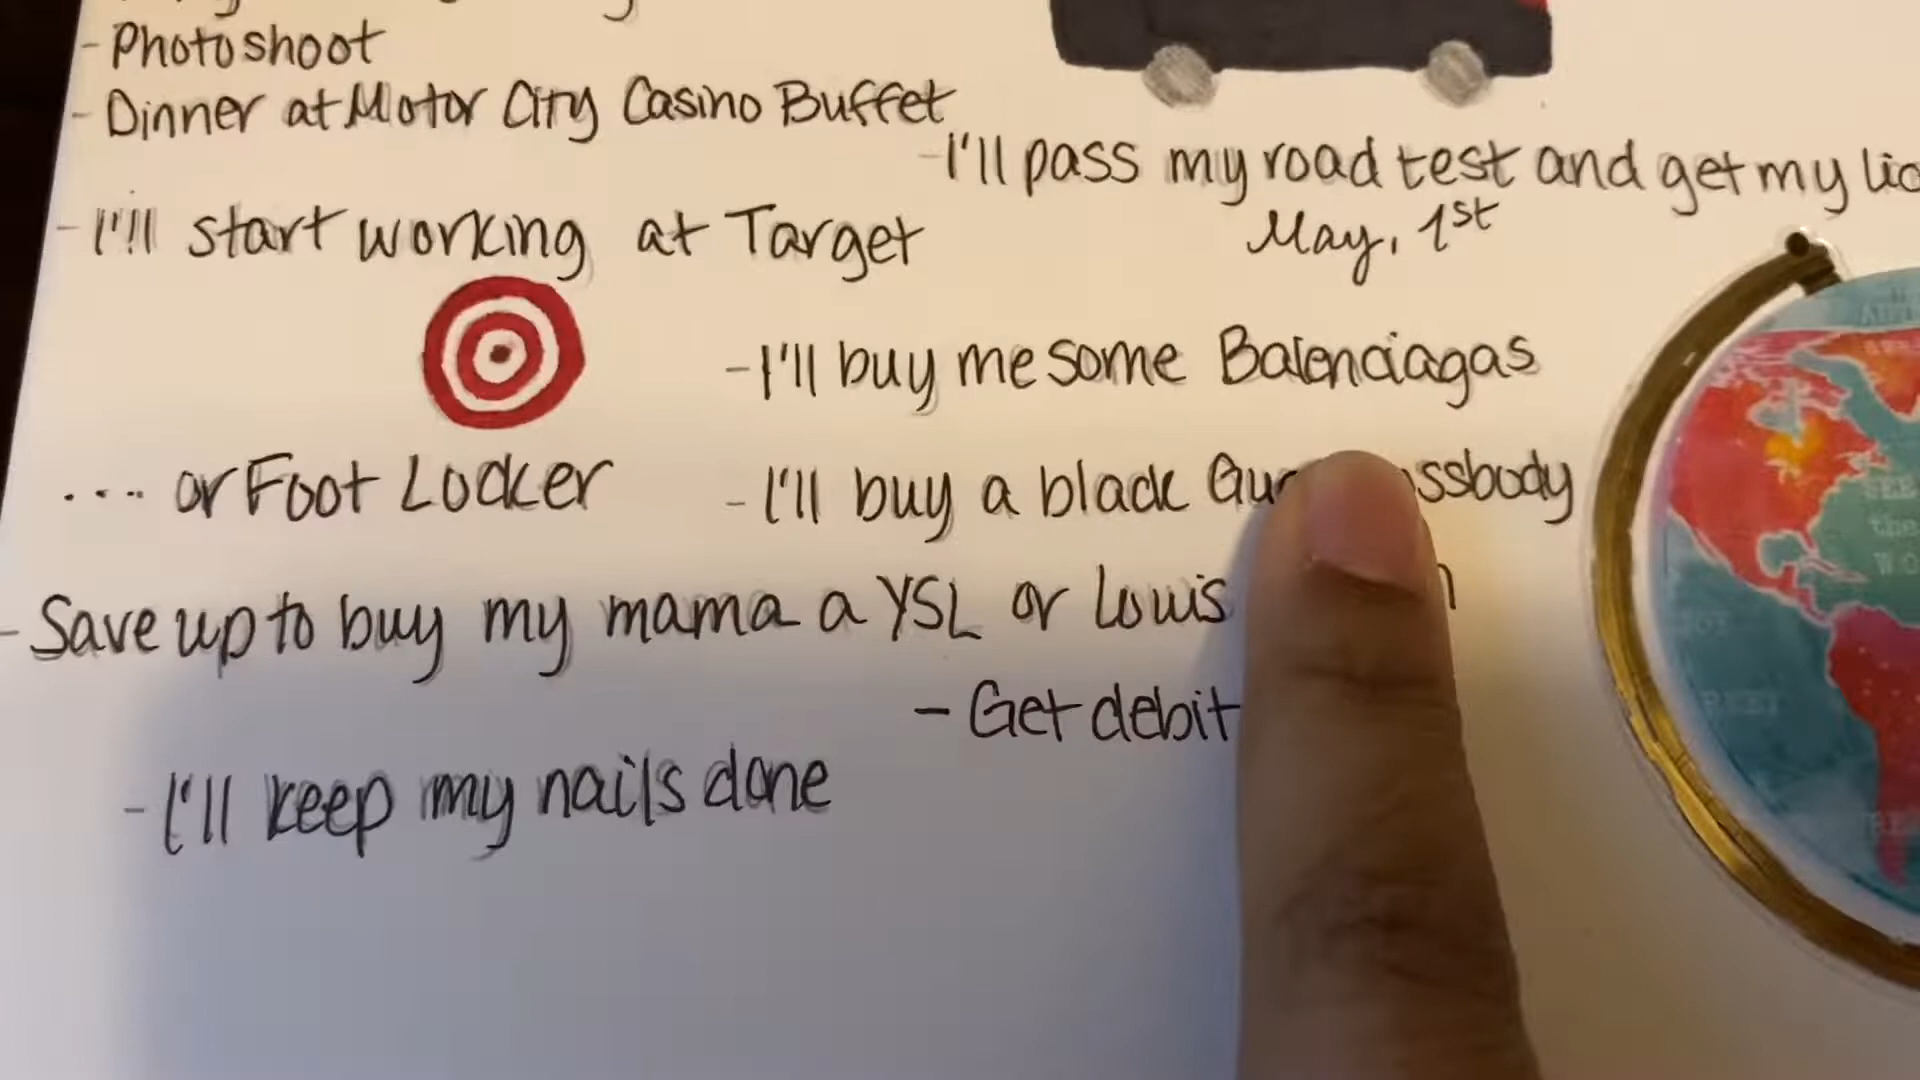 - Photoshoot
- Dinner at Motor City Casino Buffet
- I'll pass my road test and get my
May, 1st
- I'll start working at Target
- I'll buy me some Balenciagas
.... or Foot Locker
- I'll buy a black
- Save up to buy my mama a YSL or Louis
- Get debit
- I'll keep my nails done